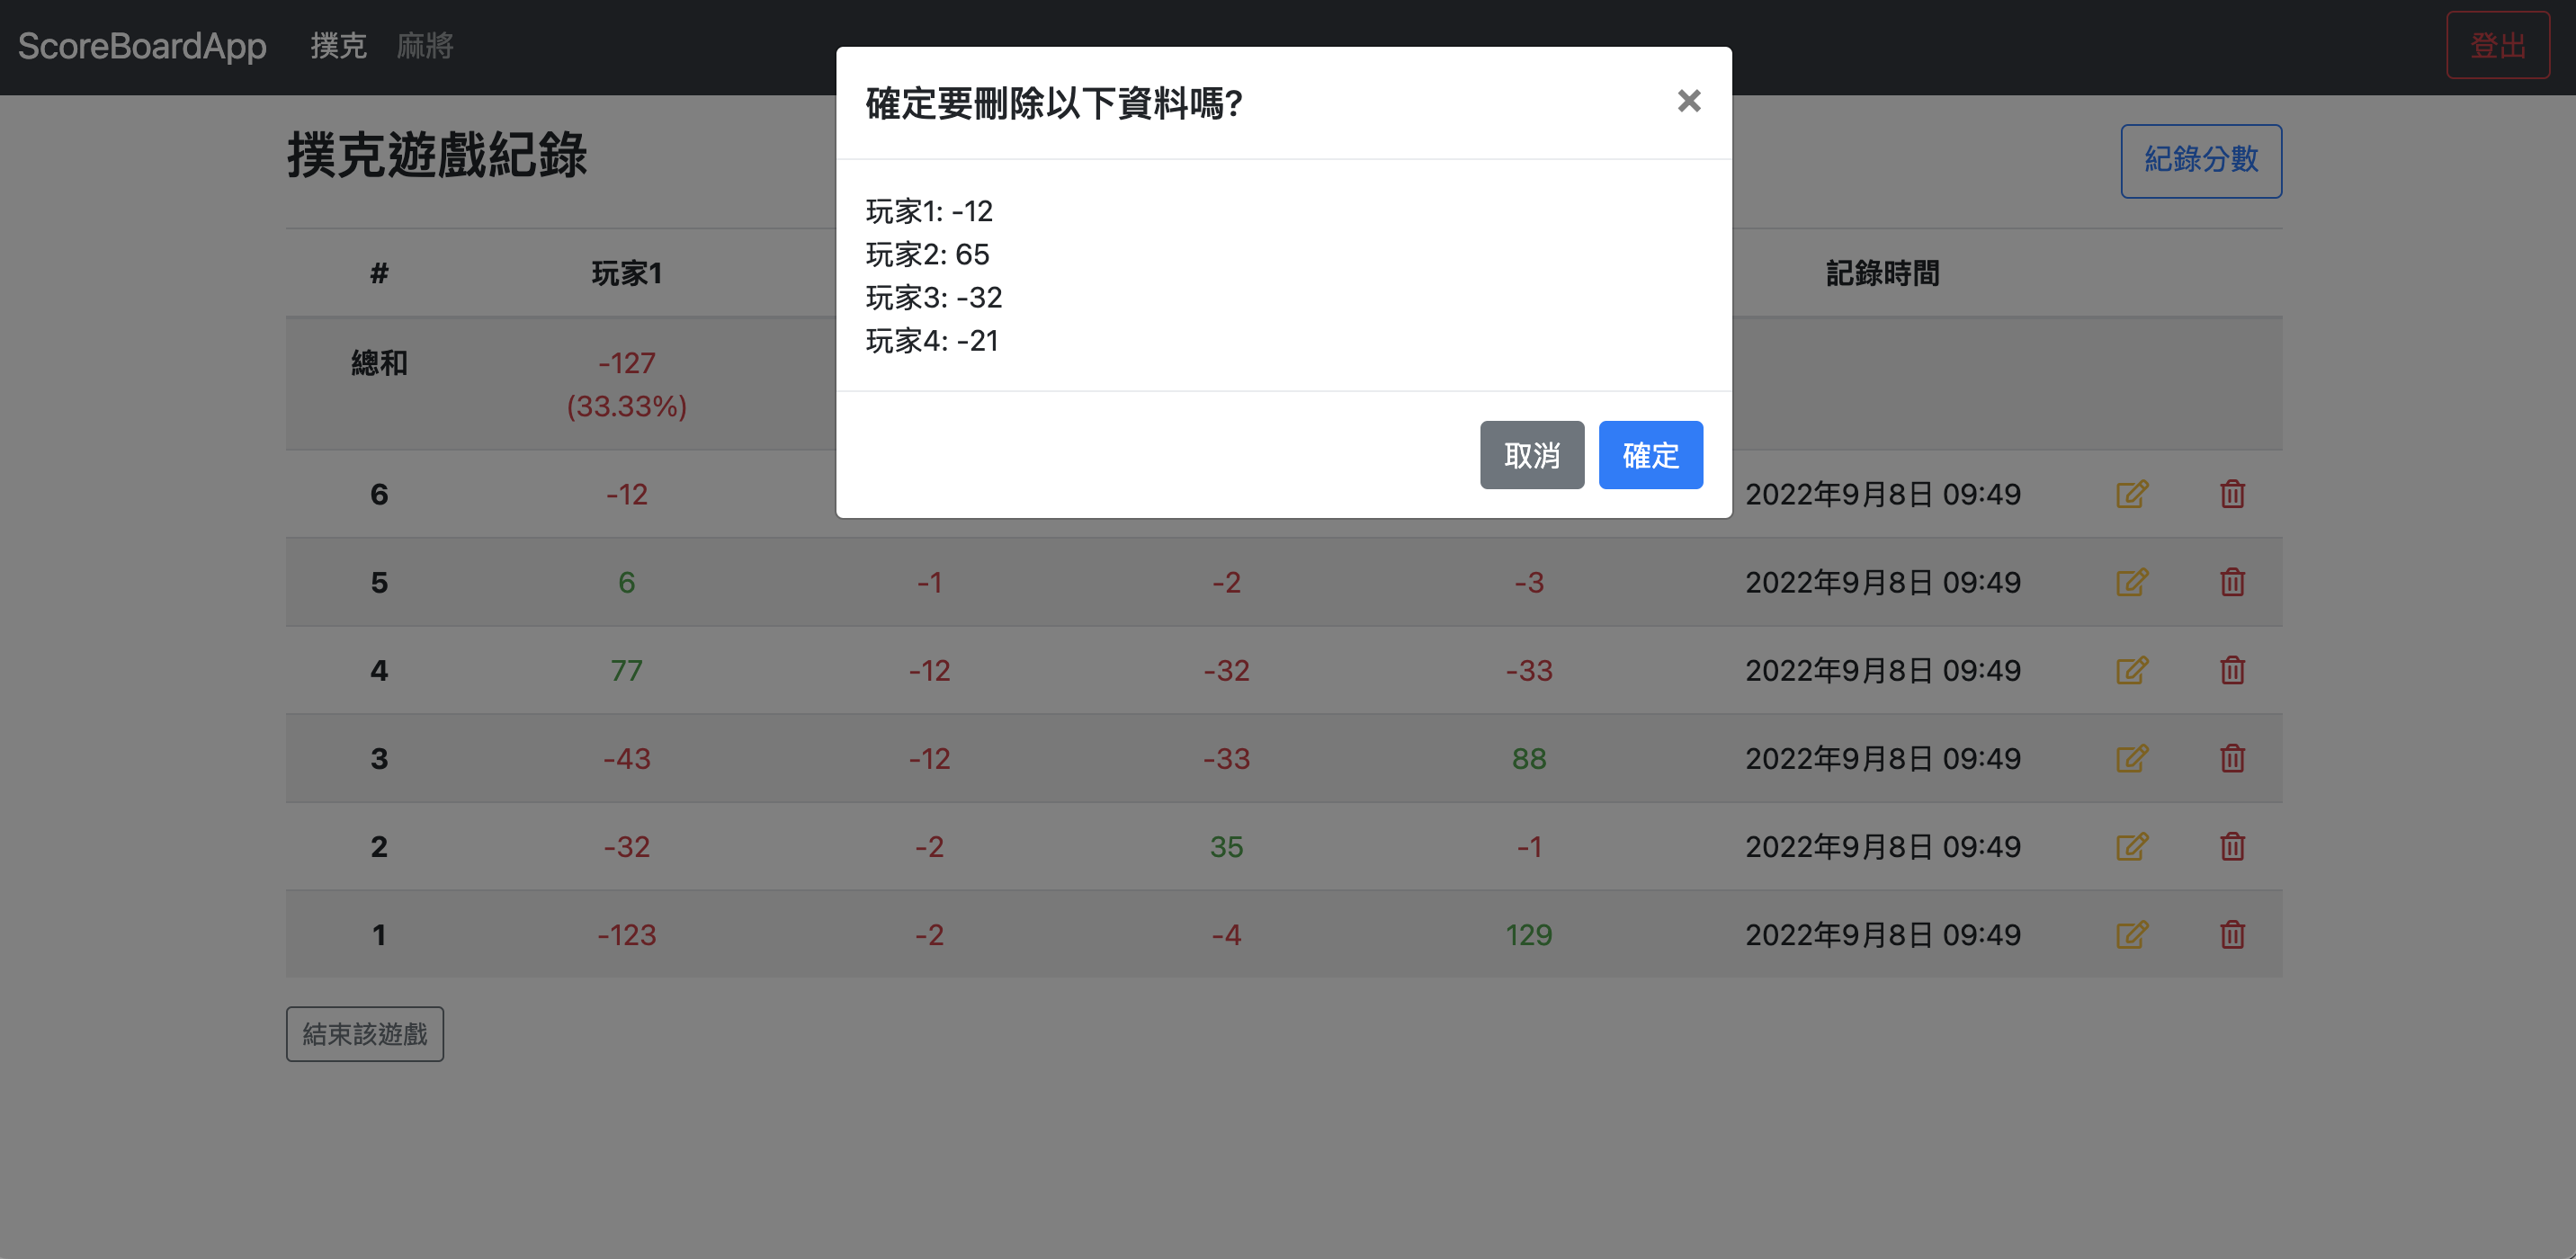 ScoreBoardApp 撲克 麻將 登出
確定要刪除以下資料嗎?
玩家1: -12
玩家2: 65
玩家3: -32
玩家4: -21
取消 確定
撲克遊戲紀錄 紀錄分數
# 玩家1 記錄時間
總和 -127
(33.33%)
6 -12 2022年9月8日 09:49
5 6 -1 -2 -3 2022年9月8日 09:49
4 77 -12 -32 -33 2022年9月8日 09:49
3 -43 -12 -33 88 2022年9月8日 09:49
2 -32 -2 35 -1 2022年9月8日 09:49
1 -123 -2 -4 129 2022年9月8日 09:49
結束該遊戲